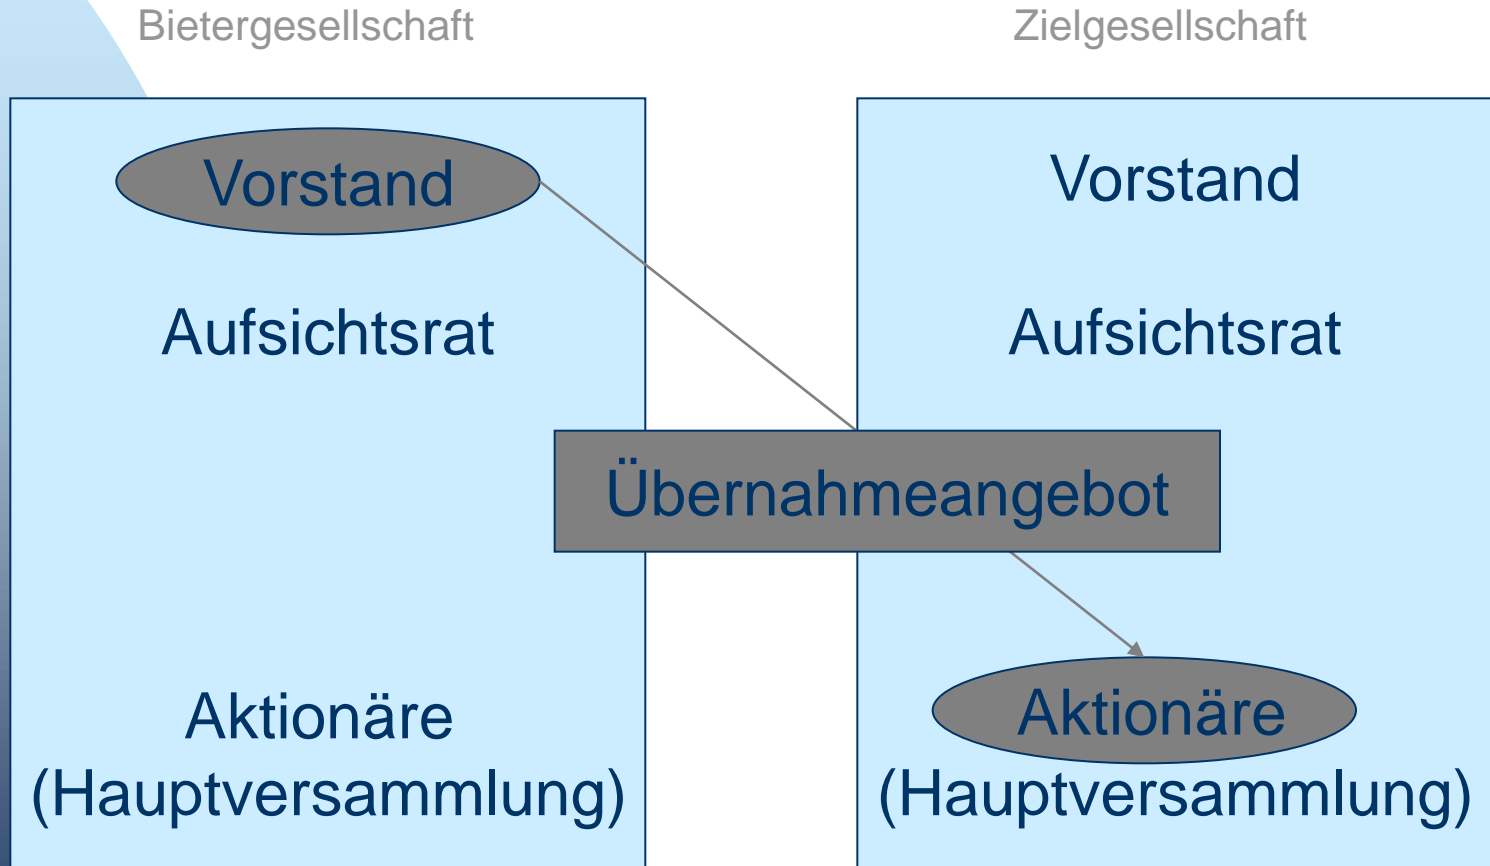 Bietergesellschaft
Zielgesellschaft
Vorstand
Aufsichtsrat
Aktionäre
(Hauptversammlung)
Übernahmeangebot
Vorstand
Aufsichtsrat
Aktionäre
(Hauptversammlung)